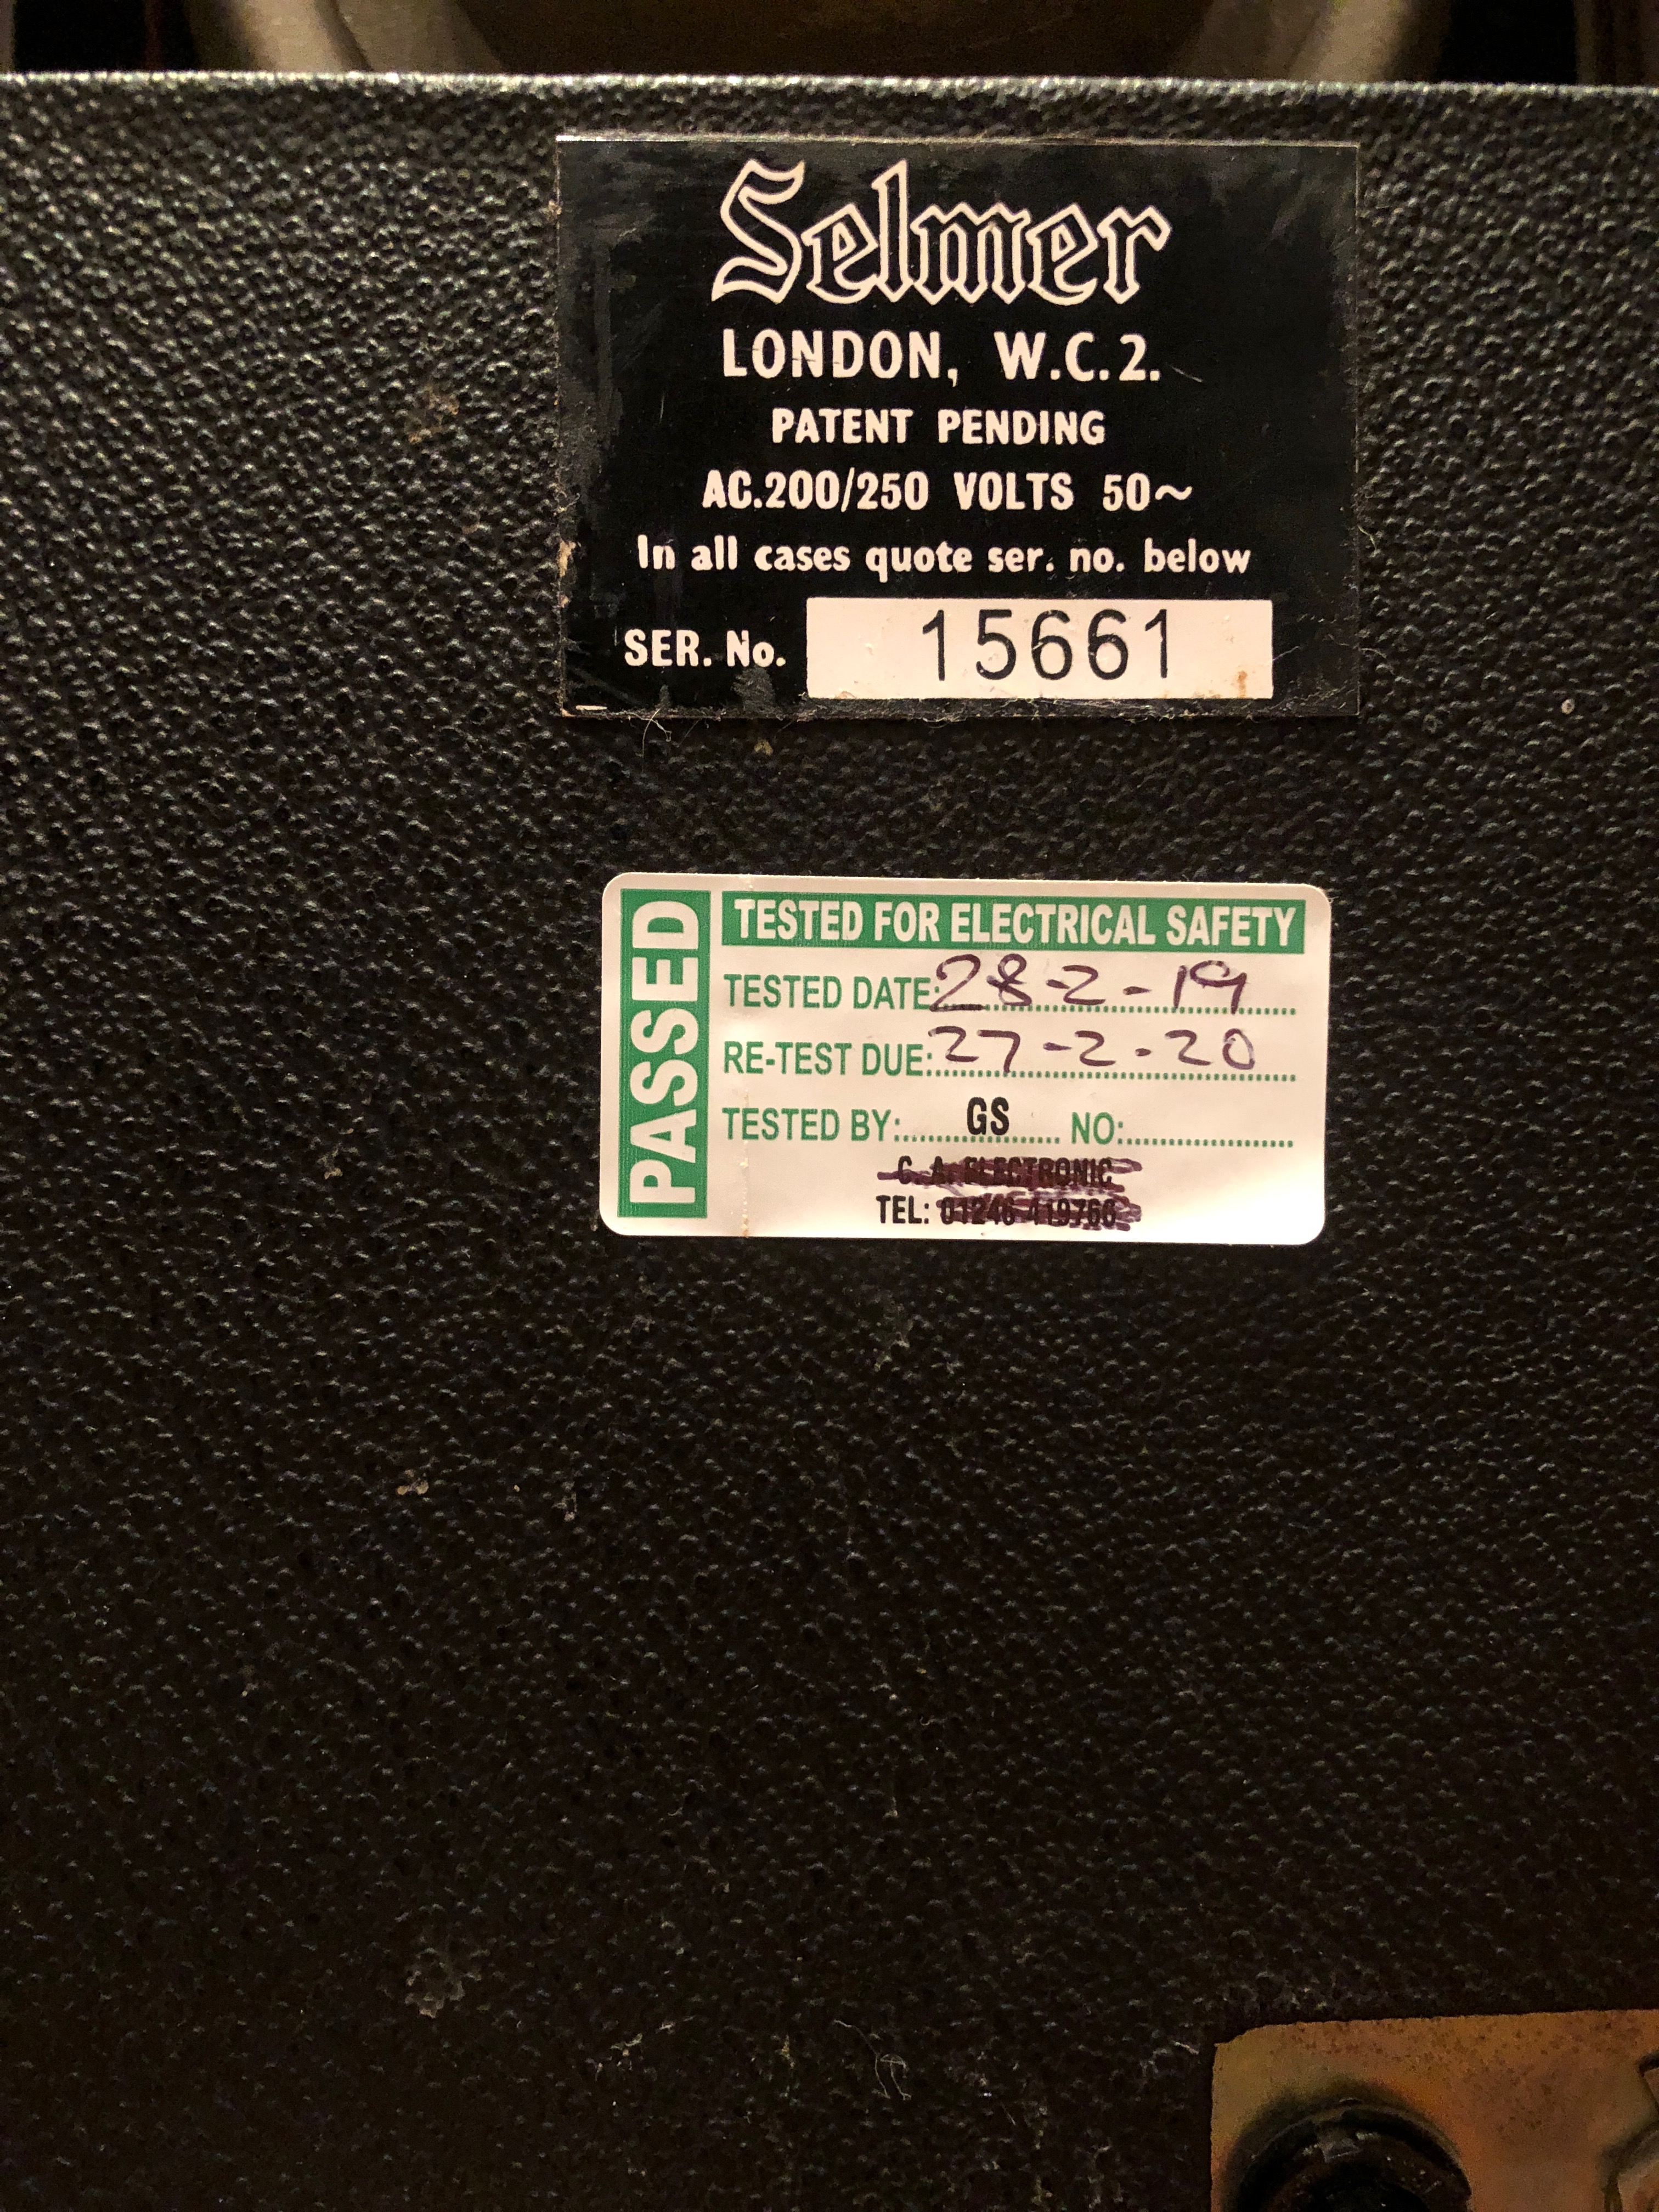 Selmer
LONDON, W.C.2.
PATENT PENDING
AC.200/250 VOLTS 50~
In all cases quote ser. no. below
SER. No. 15661
PASSED
TESTED FOR ELECTRICAL SAFETY
TESTED DATE: 28-2-19
RE-TEST DUE: 27-2-20
TESTED BY: GS NO:
C. A. ELECTRONIC
TEL: